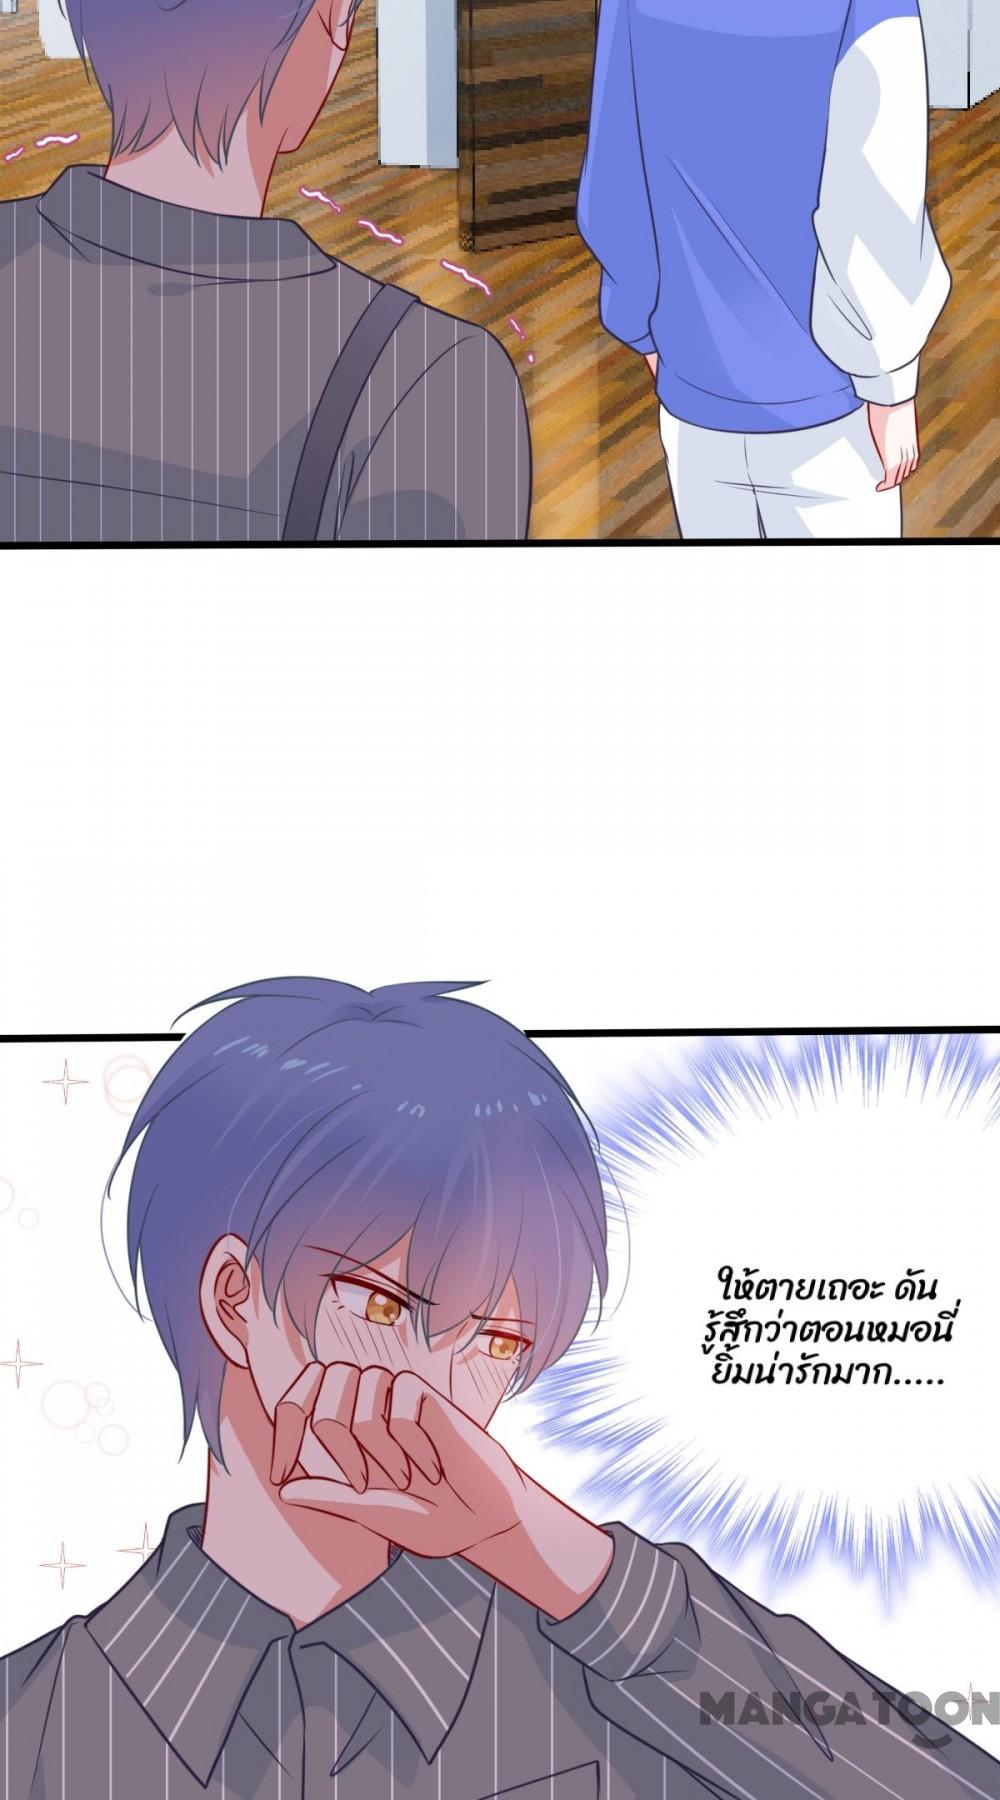 ให้ตายเถอะ ดัน
รู้สึกว่าตอนหมอนี่
ยิ้มน่ารักมาก.....
MANGATOON